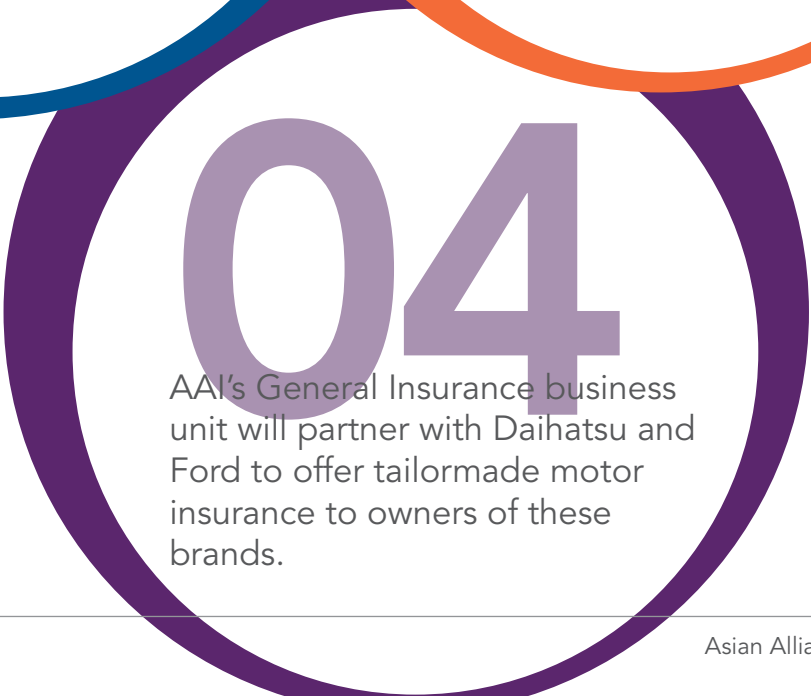 04
AAI's General Insurance business
unit will partner with Daihatsu and
Ford to offer tailormade motor
insurance to owners of these
brands.
Asian